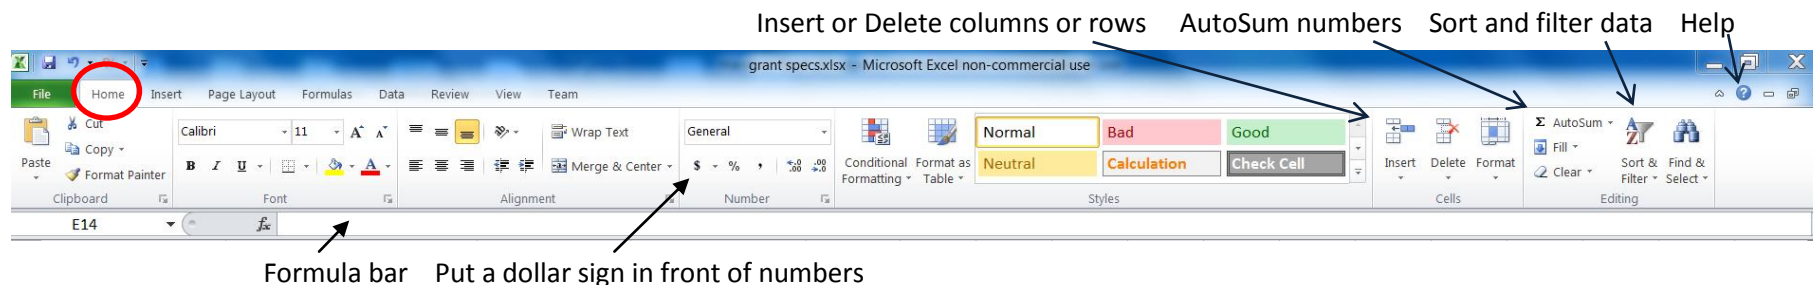 Insert or Delete columns or rows AutoSum numbers Sort and filter data Help
grant specs.xlsx - Microsoft Excel non-commercial use
File Home Insert Page Layout Formulas Data Review View Team
Cut
Copy
Format Painter
Paste
Clipboard
Calibri 11 A A
B I U A
Font
Wrap Text
Merge & Center
Alignment
General
$ % , .0 .00 .00 .0
Number
Conditional Formatting
Format as Table
Normal Bad Good
Neutral Calculation Check Cell
Styles
Insert Delete Format
Cells
Σ AutoSum
Fill
Clear
Sort & Filter
Find & Select
Editing
E14 fx
Formula bar Put a dollar sign in front of numbers